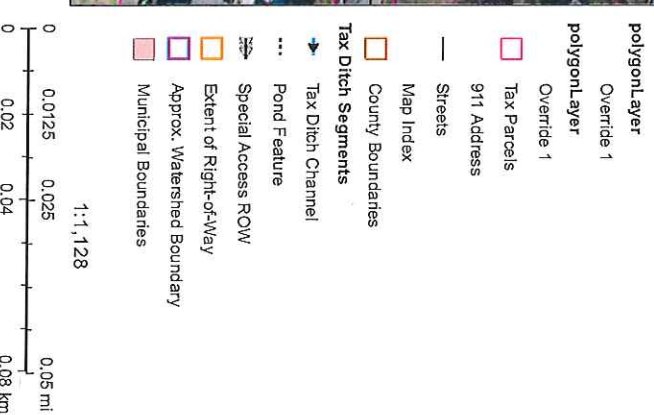 polygonLayer
Override 1
polygonLayer
Override 1
Tax Parcels
911 Address
Streets
Map Index
County Boundaries
Tax Ditch Segments
Tax Ditch Channel
Pond Feature
Special Access ROW
Extent of Right-of-Way
Approx. Watershed Boundary
Municipal Boundaries
1:1,128
0 0.0125 0.025 0.05 mi
0 0.02 0.04 0.08 km